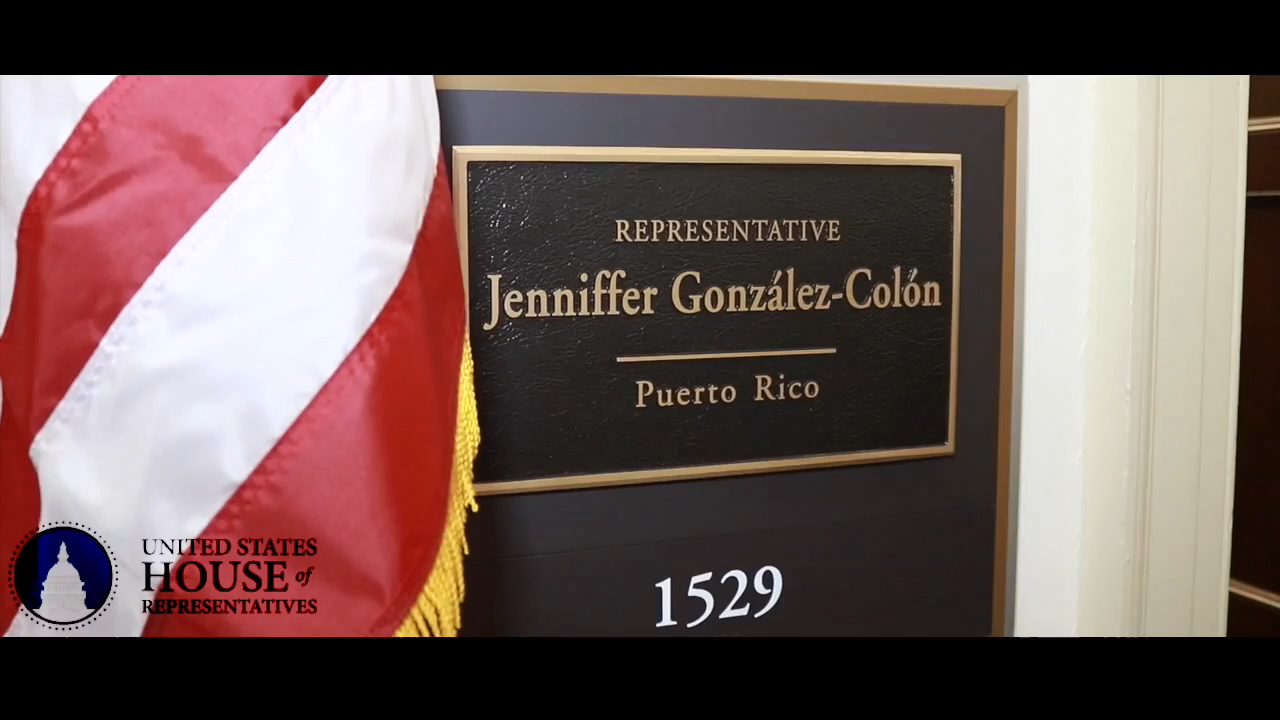 REPRESENTATIVE
Jenniffer González-Colón
Puerto Rico
1529
UNITED STATES
HOUSE of
REPRESENTATIVES